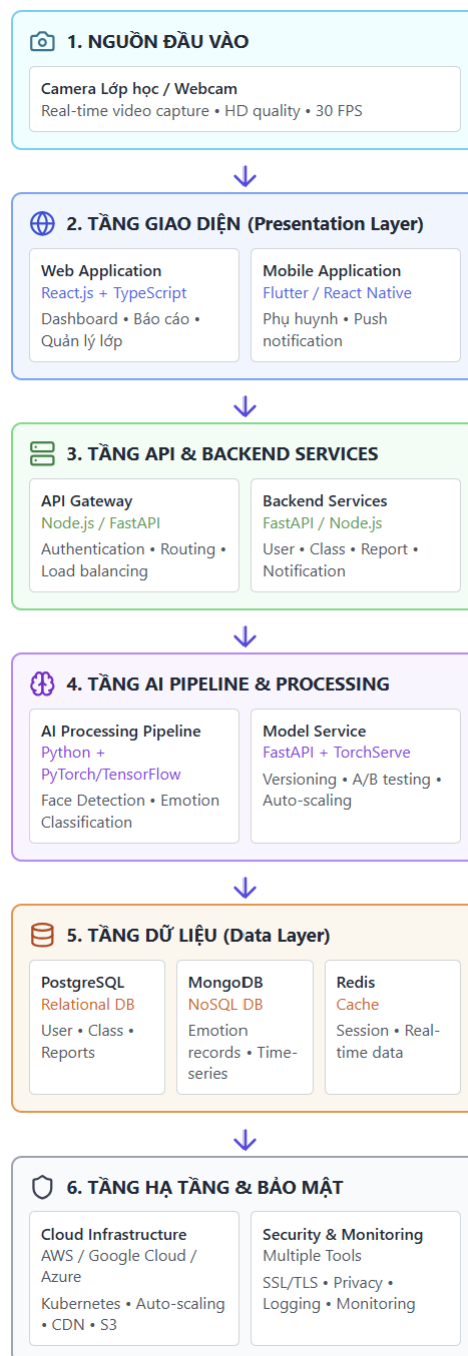 1. NGUỒN ĐẦU VÀO
Camera Lớp học / Webcam
Real-time video capture • HD quality • 30 FPS
2. TẦNG GIAO DIỆN (Presentation Layer)
Web Application
React.js + TypeScript
Dashboard • Báo cáo •
Quản lý lớp
Mobile Application
Flutter / React Native
Phụ huynh • Push
notification
3. TẦNG API & BACKEND SERVICES
API Gateway
Node.js / FastAPI
Authentication • Routing •
Load balancing
Backend Services
FastAPI / Node.js
User • Class • Report •
Notification
4. TẦNG AI PIPELINE & PROCESSING
AI Processing Pipeline
Python +
PyTorch/TensorFlow
Face Detection • Emotion
Classification
Model Service
FastAPI + TorchServe
Versioning • A/B testing •
Auto-scaling
5. TẦNG DỮ LIỆU (Data Layer)
PostgreSQL
Relational DB
User • Class •
Reports
MongoDB
NoSQL DB
Emotion
records • Time-
series
Redis
Cache
Session • Real-
time data
6. TẦNG HẠ TẦNG & BẢO MẬT
Cloud Infrastructure
AWS / Google Cloud /
Azure
Kubernetes • Auto-scaling
• CDN • S3
Security & Monitoring
Multiple Tools
SSL/TLS • Privacy •
Logging • Monitoring